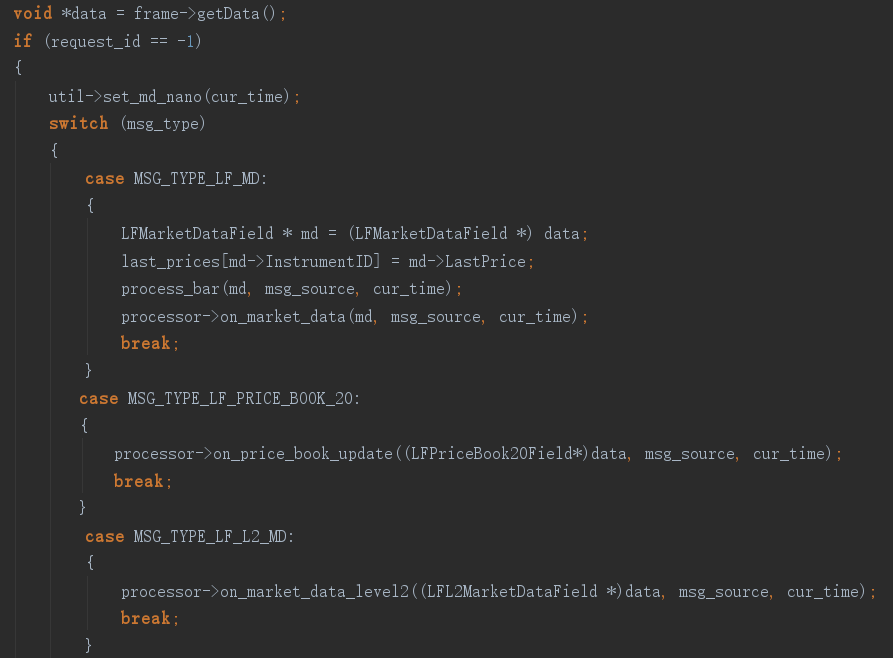 void *data = frame->getData();
if (request_id == -1)
{
util->set_md_nano(cur_time);
switch (msg_type)
{
case MSG_TYPE_LF_MD:
{
LFMarketDataField * md = (LFMarketDataField *) data;
last_prices[md->InstrumentID] = md->LastPrice;
process_bar(md, msg_source, cur_time);
processor->on_market_data(md, msg_source, cur_time);
break;
}
case MSG_TYPE_LF_PRICE_BOOK_20:
{
processor->on_price_book_update((LFPriceBook20Field*)data, msg_source, cur_time);
break;
}
case MSG_TYPE_LF_L2_MD:
{
processor->on_market_data_level2((LFL2MarketDataField *)data, msg_source, cur_time);
break;
}